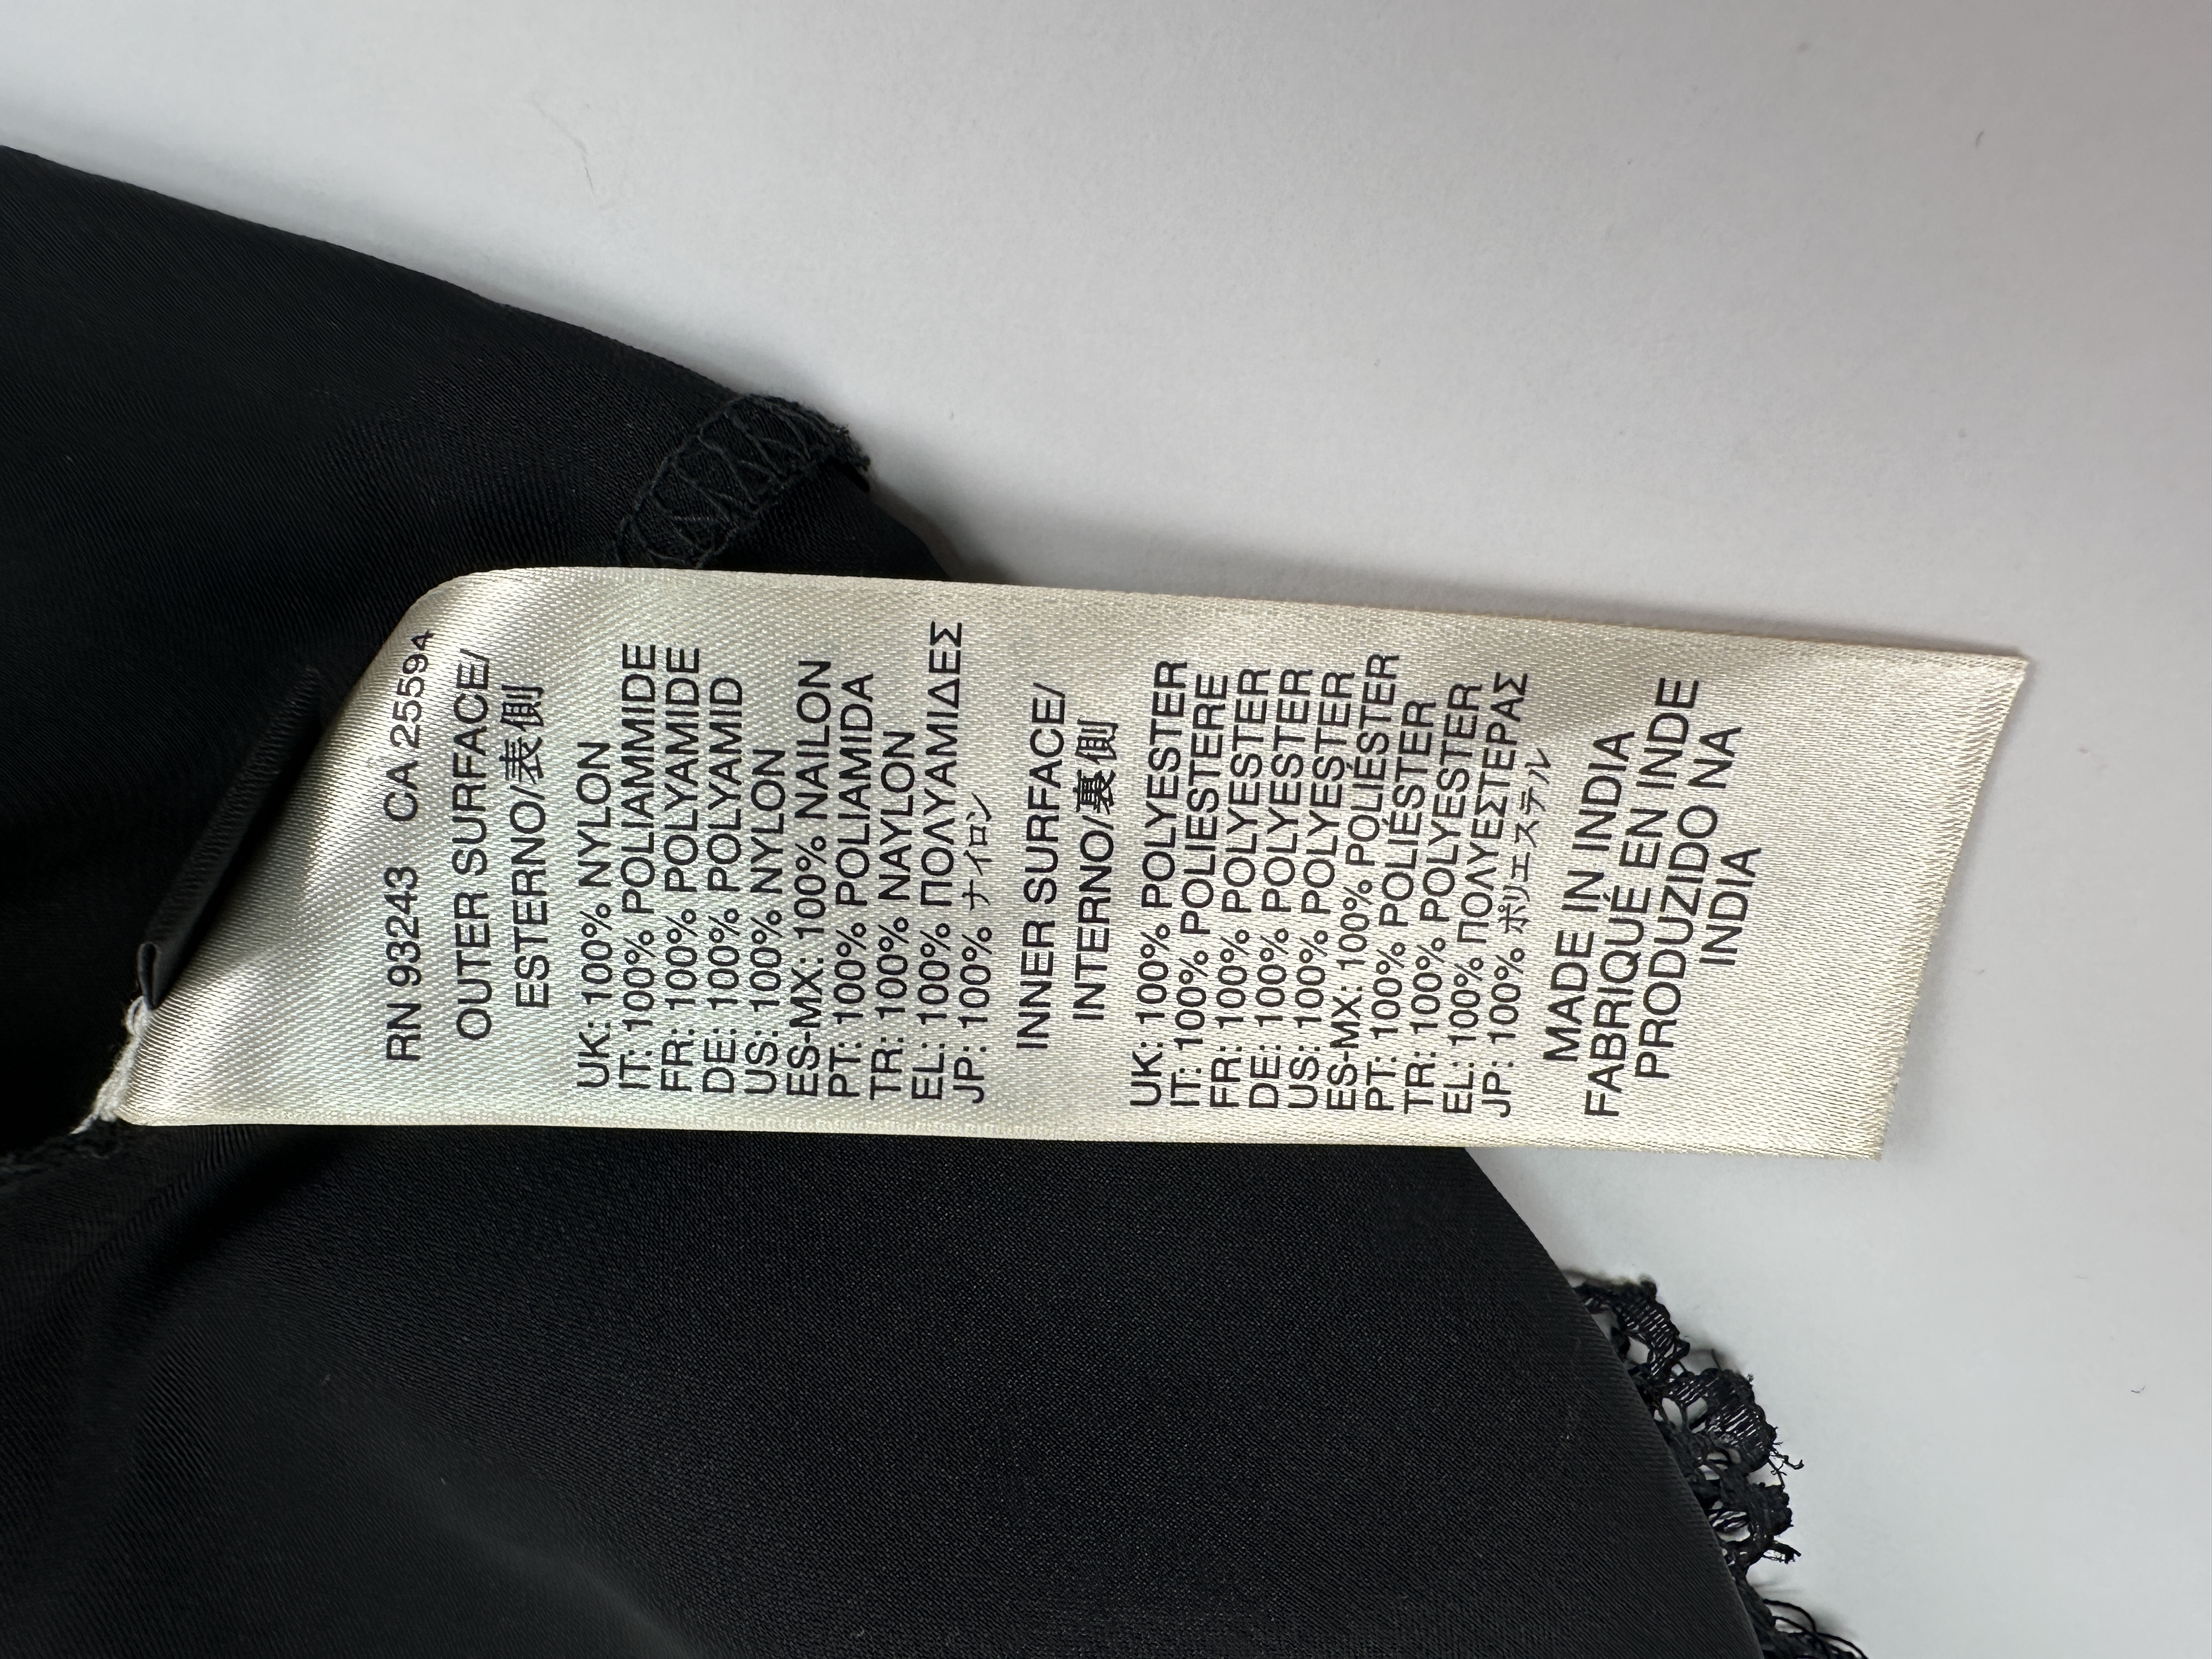 RN 93243 CA 25594
OUTER SURFACE/
ESTERNO/表側
UK: 100% NYLON
IT: 100% POLIAMMIDE
FR: 100% POLYAMIDE
DE: 100% POLYAMID
US: 100% NYLON
ES-MX: 100% NAILON
PT: 100% POLIAMIDA
TR: 100% NAYLON
EL: 100% ΠΟΛΥΑΜΙΔΕΣ
JP: 100% ナイロン
INNER SURFACE/
INTERNO/裏側
UK: 100% POLYESTER
IT: 100% POLIESTERE
FR: 100% POLYESTER
DE: 100% POLYESTER
US: 100% POLYESTER
ES-MX: 100% POLIÉSTER
PT: 100% POLIÉSTER
TR: 100% POLYESTER
EL: 100% ΠΟΛΥΕΣΤΕΡΑΣ
JP: 100% ポリエステル
MADE IN INDIA
FABRIQUÉ EN INDE
PRODUZIDO NA
INDIA